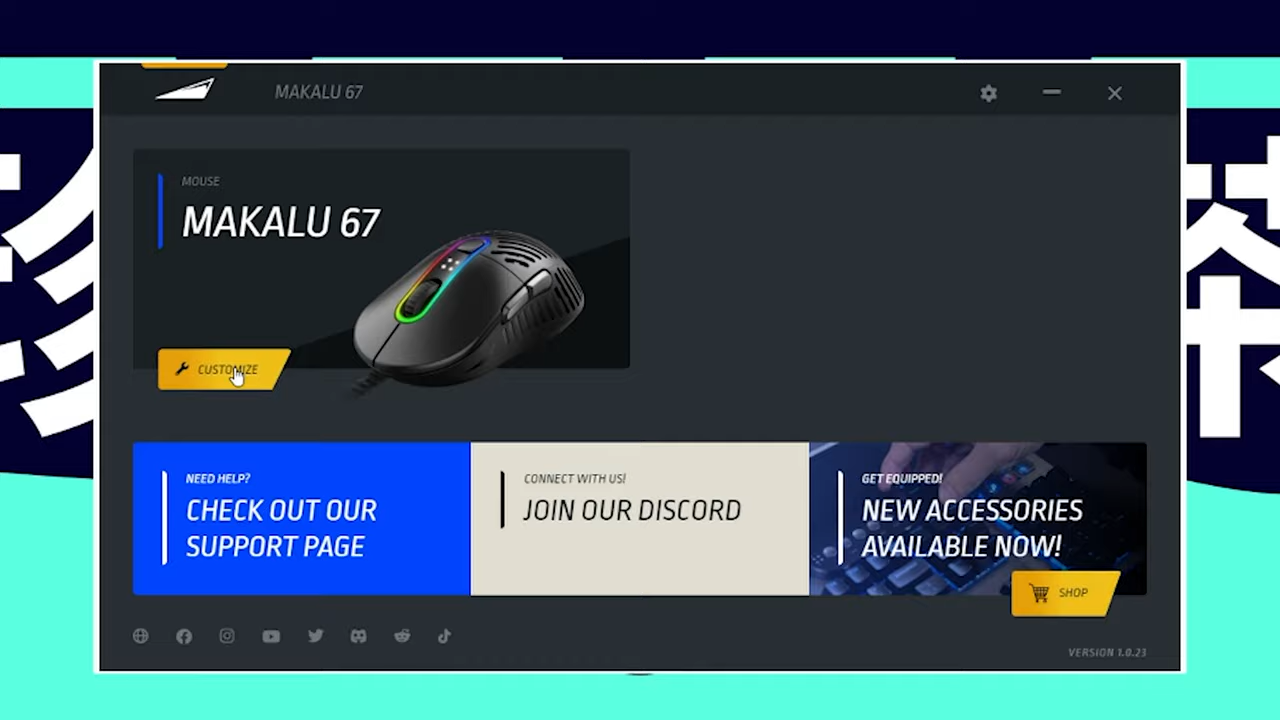 MAKALU 67
MOUSE
MAKALU 67
CUSTOMIZE
NEED HELP?
CHECK OUT OUR
SUPPORT PAGE
CONNECT WITH US!
JOIN OUR DISCORD
GET EQUIPPED!
NEW ACCESSORIES
AVAILABLE NOW!
SHOP
VERSION 1.0.23